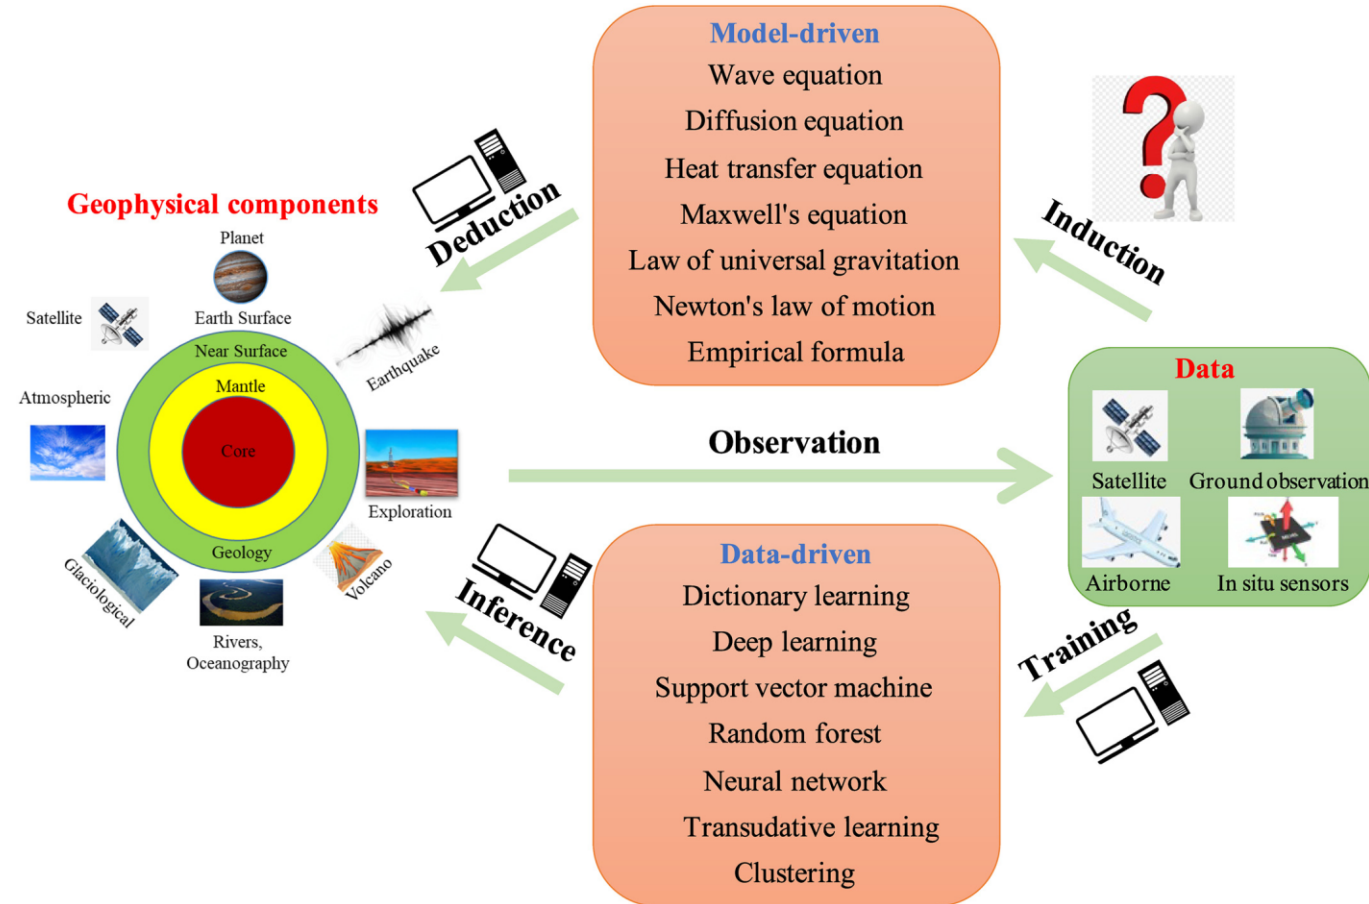 Model-driven
Wave equation
Diffusion equation
Heat transfer equation
Maxwell's equation
Law of universal gravitation
Newton's law of motion
Empirical formula
Deduction
Induction
Geophysical components
Planet
Satellite
Earth Surface
Near Surface
Earthquake
Mantle
Atmospheric
Core
Exploration
Geology
Glaciological
Volcano
Rivers,
Oceanography
Observation
Data
Satellite
Ground observation
Airborne
In situ sensors
Inference
Training
Data-driven
Dictionary learning
Deep learning
Support vector machine
Random forest
Neural network
Transudative learning
Clustering